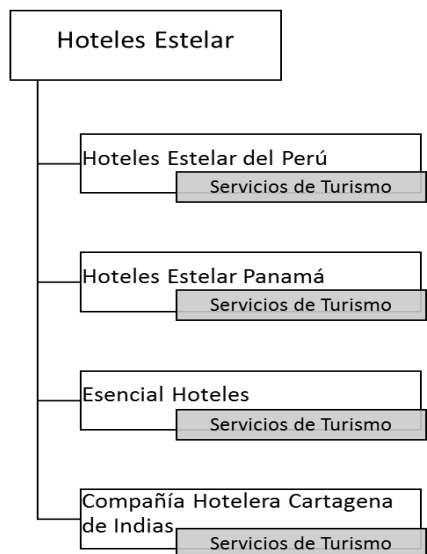 Hoteles Estelar
Hoteles Estelar del Perú
Servicios de Turismo
Hoteles Estelar Panamá
Servicios de Turismo
Esencial Hoteles
Servicios de Turismo
Compañía Hotelera Cartagena
de Indias
Servicios de Turismo